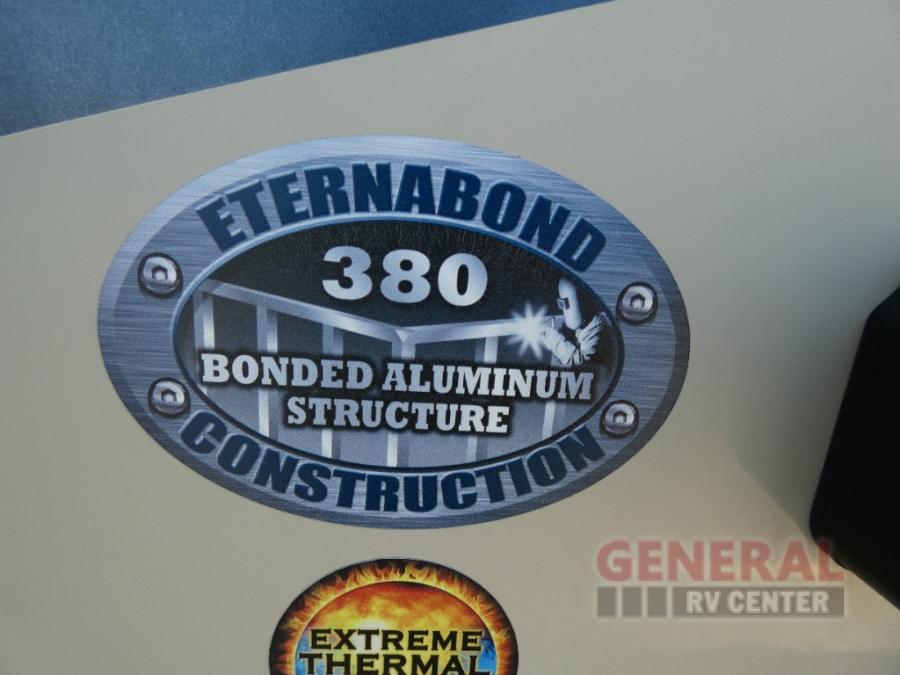 ETERNABOND
380
BONDED ALUMINUM
STRUCTURE
CONSTRUCTION
EXTREME
THERMAL
GENERAL
RV CENTER